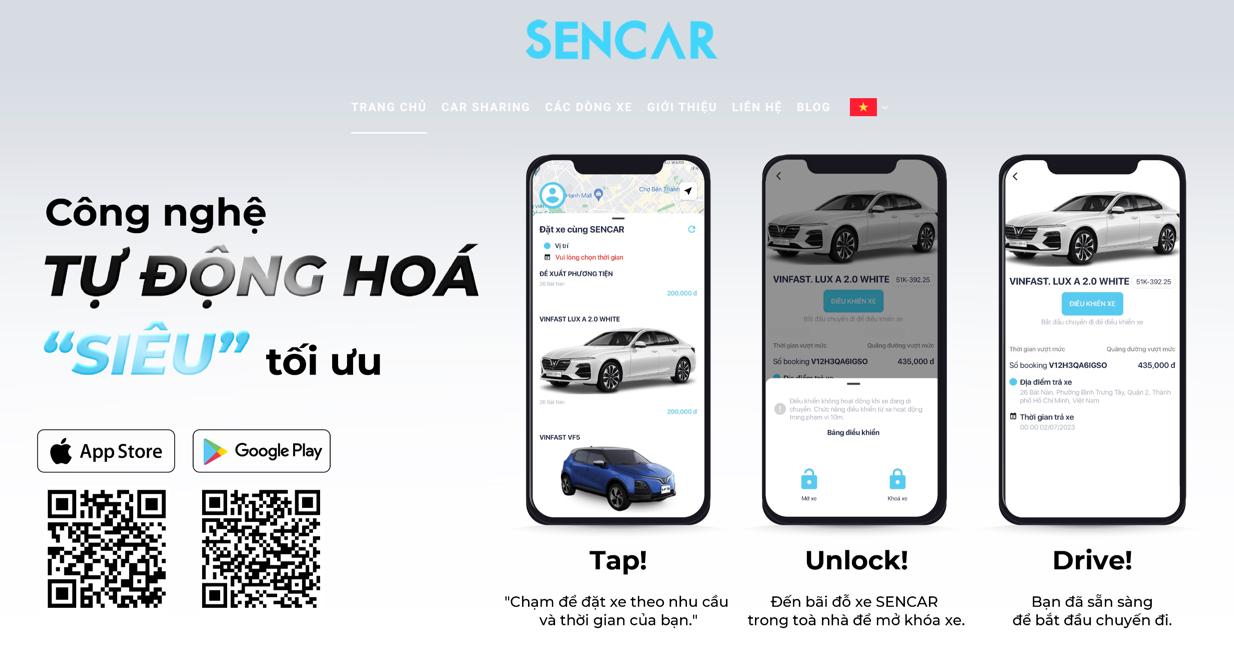 SENCAR
TRANG CHỦ CAR SHARING CÁC DÒNG XE GIỚI THIỆU LIÊN HỆ BLOG
Công nghệ
TỰ ĐỘNG HOÁ
“SIÊU” tối ưu
App Store
Google Play
Hạnh Mall
Chợ Bến Thành
Đặt xe cùng SENCAR
Vị trí
Vui lòng chọn thời gian
ĐỀ XUẤT PHƯƠNG TIỆN
26 Bát Nàn
200,000 đ
VINFAST LUX A 2.0 WHITE
26 Bát Nàn
200,000 đ
VINFAST VF5
Tap!
"Chạm để đặt xe theo nhu cầu
và thời gian của bạn."
VINFAST. LUX A 2.0 WHITE 51K-392.25
ĐIỀU KHIỂN XE
Bắt đầu chuyến đi để điều khiển xe
Thời gian vượt mức Quãng đường vượt mức
Số booking V12H3QA6IGSO 435,000 đ
Địa điểm trả xe
Điều khiển không hoạt động khi xe đang di
chuyển. Chức năng điều khiển từ xe hoạt động
trong phạm vi 10m.
Bảng điều khiển
Mở xe
Khoá xe
Unlock!
Đến bãi đỗ xe SENCAR
trong toà nhà để mở khóa xe.
VINFAST. LUX A 2.0 WHITE 51K-392.25
ĐIỀU KHIỂN XE
Bắt đầu chuyến đi để điều khiển xe
Thời gian vượt mức Quãng đường vượt mức
Số booking V12H3QA6IGSO 435,000 đ
Địa điểm trả xe
26 Bát Nàn, Phường Bình Trưng Tây, Quận 2, Thành
phố Hồ Chí Minh, Việt Nam
Thời gian trả xe
00:00 02/07/2023
Drive!
Bạn đã sẵn sàng
để bắt đầu chuyến đi.